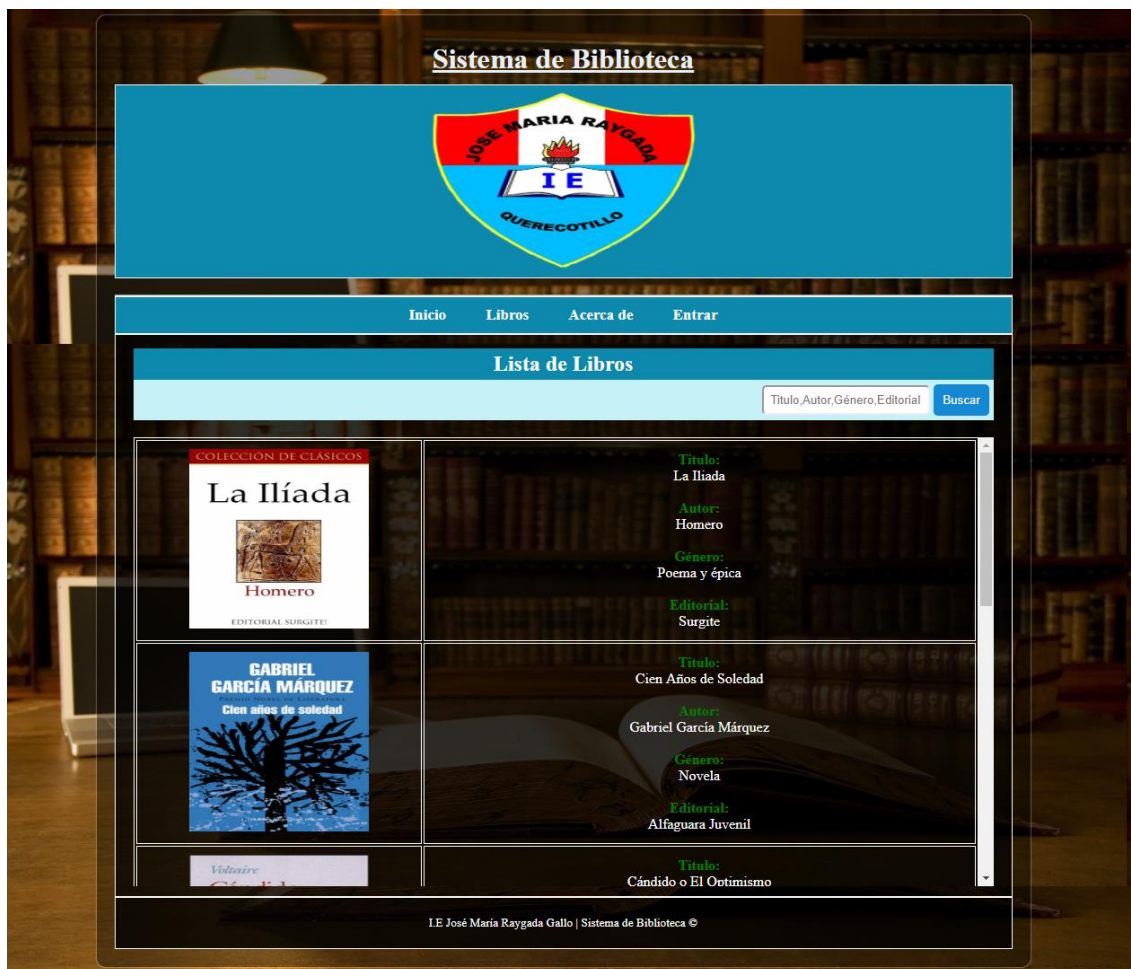 Sistema de Biblioteca
JOSE MARIA RAYGADA
I E
QUERECOTILLO
Inicio Libros Acerca de Entrar
Lista de Libros
Titulo,Autor,Género,Editorial Buscar
COLECCIÓN DE CLÁSICOS
La Ilíada
Homero
EDITORIAL SURGITE!
Titulo:
La Iliada
Autor:
Homero
Género:
Poema y épica
Editorial:
Surgite
GABRIEL
GARCÍA MÁRQUEZ
Cien años de soledad
Titulo:
Cien Años de Soledad
Autor:
Gabriel García Márquez
Género:
Novela
Editorial:
Alfaguara Juvenil
Voltaire
Titulo:
Cándido o El Optimismo
I.E José María Raygada Gallo | Sistema de Biblioteca ©